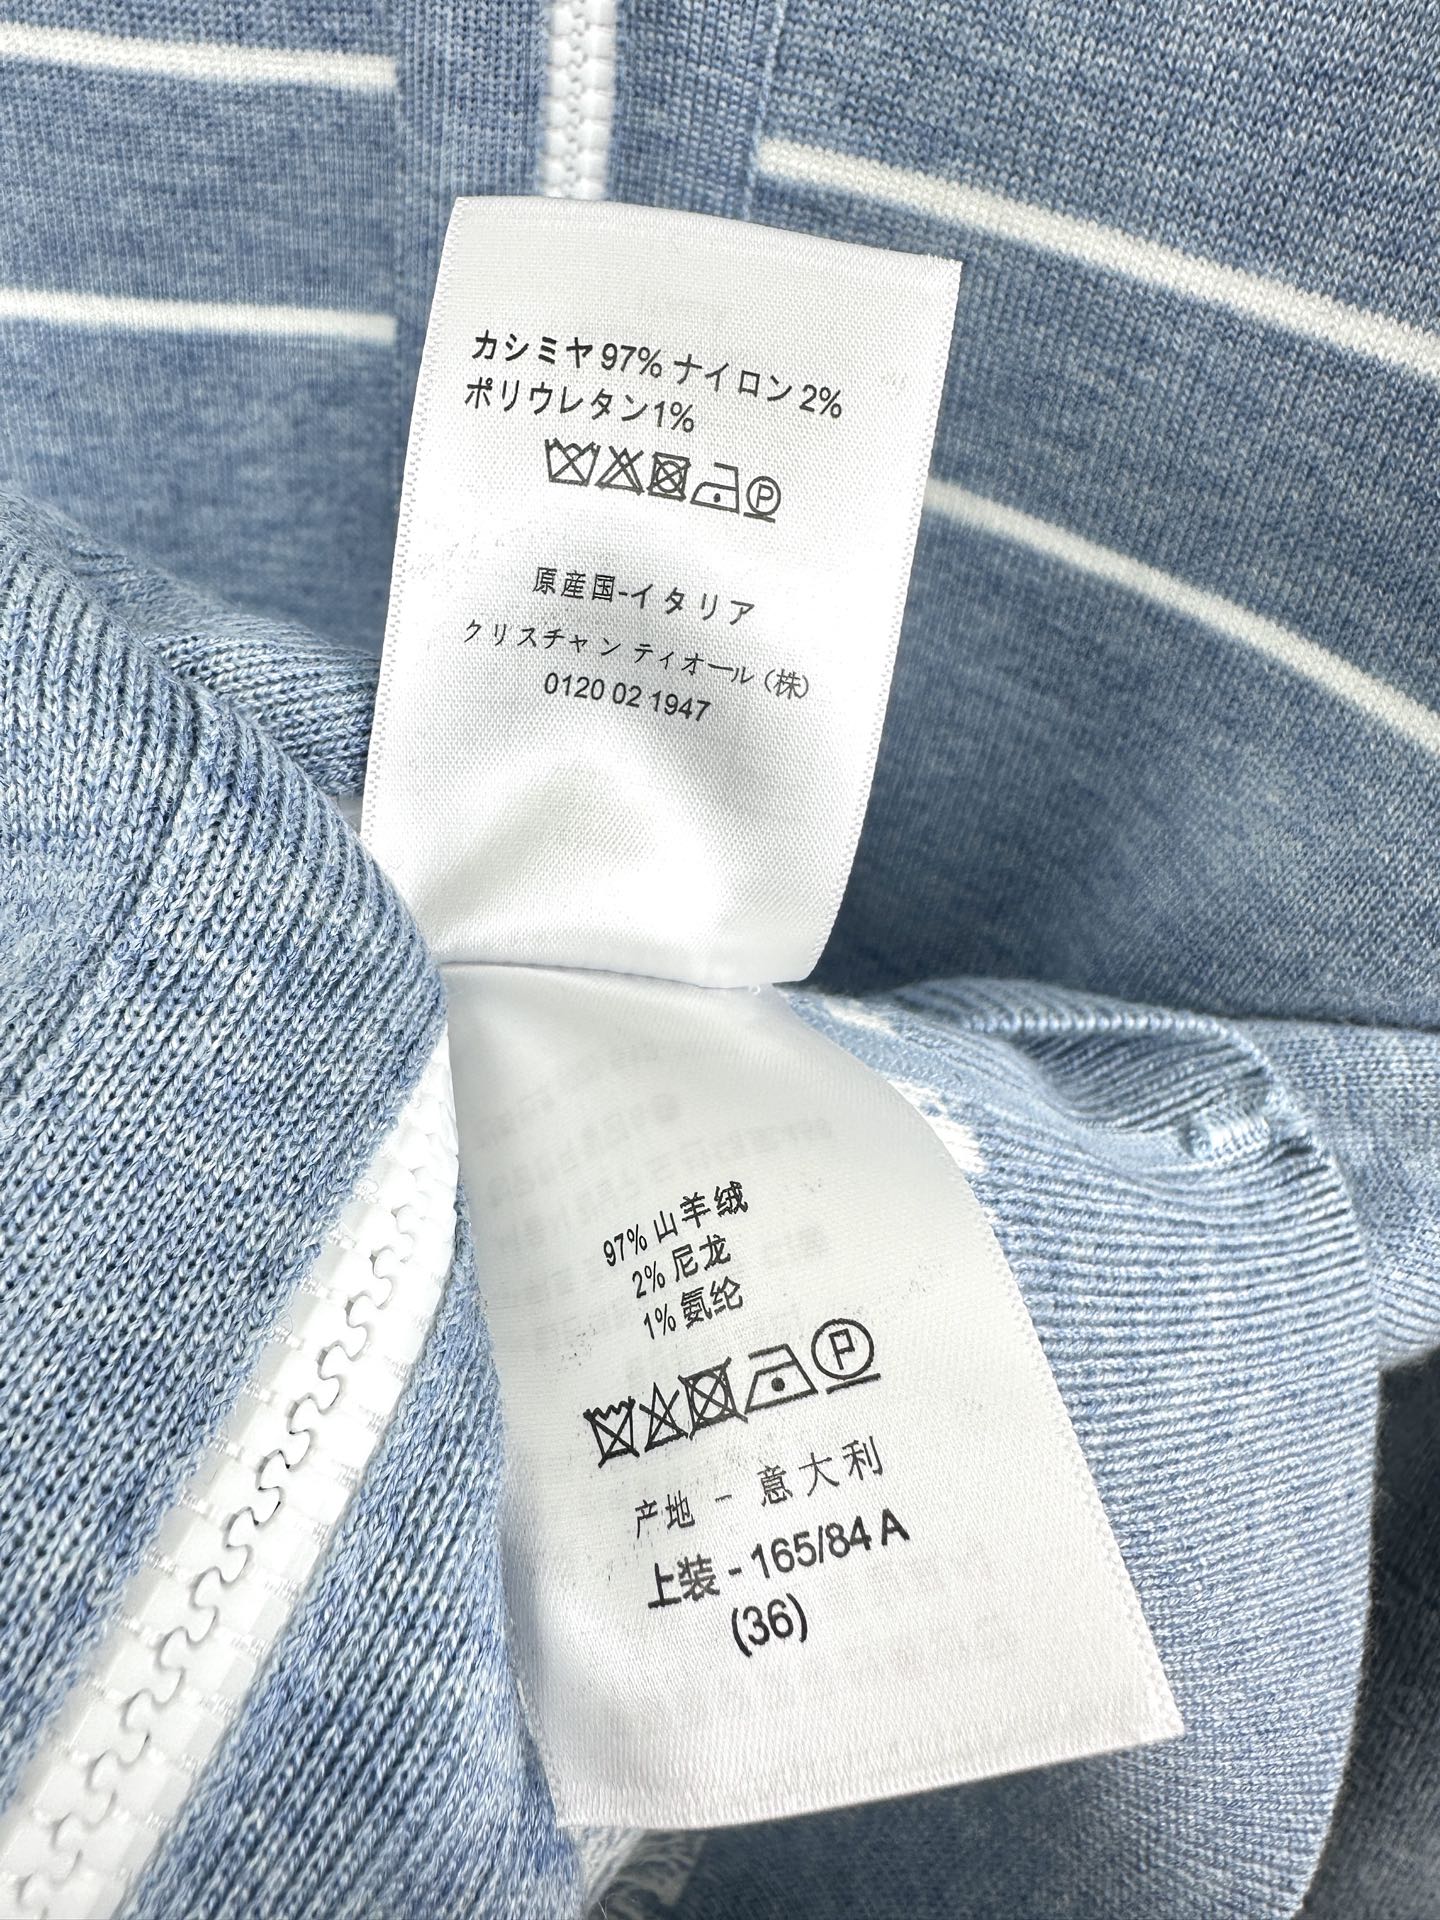 カシミヤ 97% ナイロン 2%
ポリウレタン1%
P
原産国-イタリア
クリスチャン ディオール（株）
0120 02 1947
97% 山羊绒
2% 尼龙
1% 氨纶
P
产地 - 意大利
上装 - 165/84 A
(36)